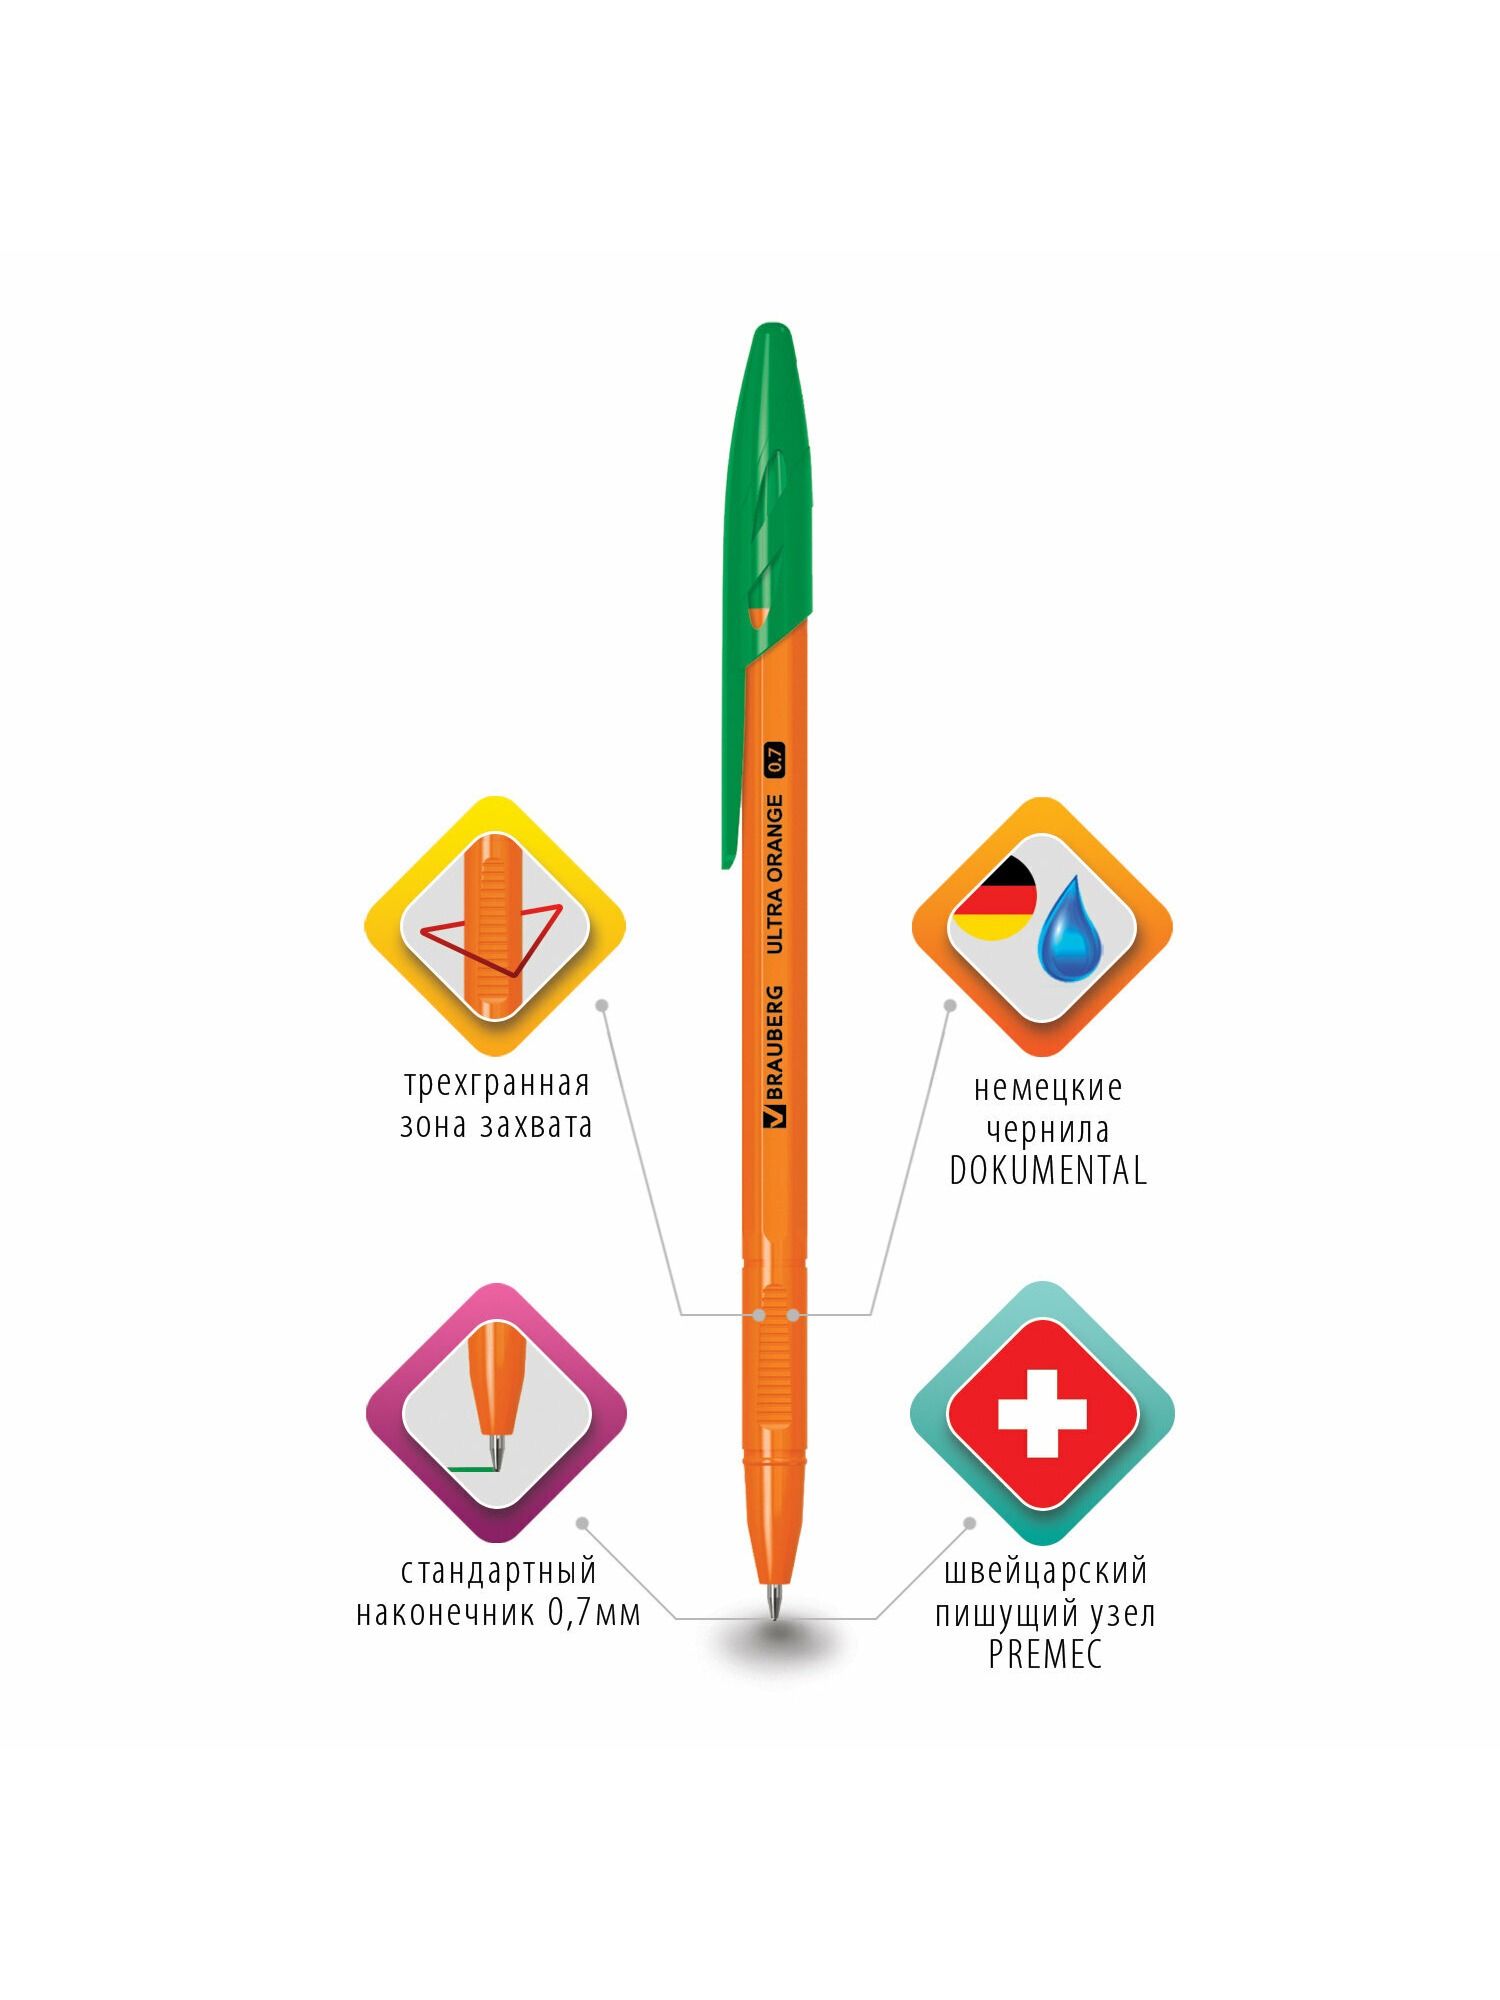 0.7
ULTRA ORANGE
BRAUBERG
трехгранная
зона захвата
немецкие
чернила
DOKUMENTAL
стандартный
наконечник 0,7мм
швейцарский
пишущий узел
PREMEC